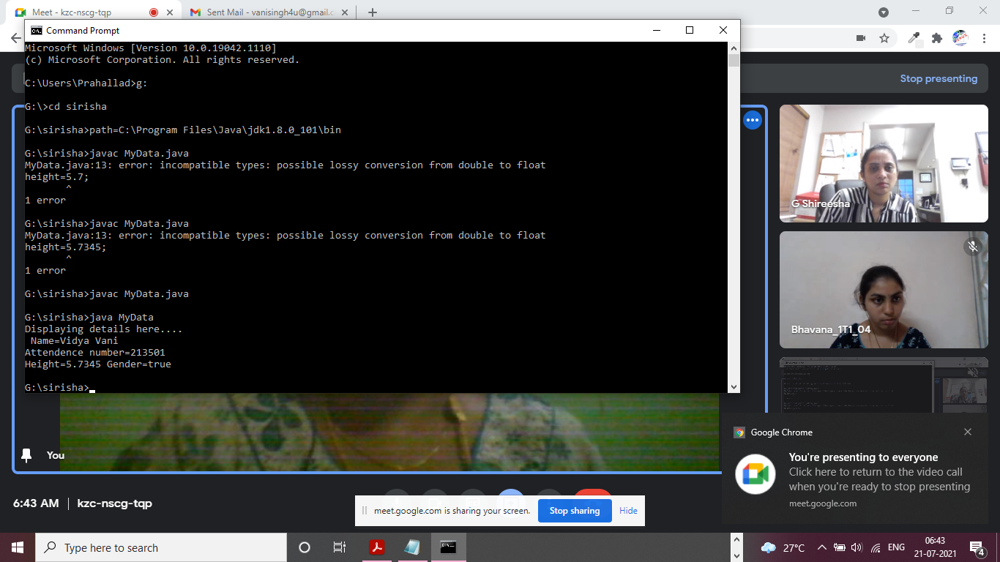 Meet - kzc-nscg-tqp
Sent Mail - vanisingh4u@gmail.c
Command Prompt
Microsoft Windows [Version 10.0.19042.1110]
(c) Microsoft Corporation. All rights reserved.
C:\Users\Prahallad>g:
G:\>cd sirisha
G:\sirisha>path=C:\Program Files\Java\jdk1.8.0_101\bin
G:\sirisha>javac MyData.java
MyData.java:13: error: incompatible types: possible lossy conversion from double to float
height=5.7;
^
1 error
G:\sirisha>javac MyData.java
MyData.java:13: error: incompatible types: possible lossy conversion from double to float
height=5.7345;
^
1 error
G:\sirisha>javac MyData.java
G:\sirisha>java MyData
Displaying details here....
Name=Vidya Vani
Attendence number=213501
Height=5.7345 Gender=true
G:\sirisha>
Stop presenting
G Shireesha
Bhavana_1T1_04
You
Google Chrome
You're presenting to everyone
Click here to return to the video call
when you're ready to stop presenting
meet.google.com
6:43 AM | kzc-nscg-tqp
meet.google.com is sharing your screen.
Stop sharing
Hide
Type here to search
27°C
ENG
06:43
21-07-2021
4